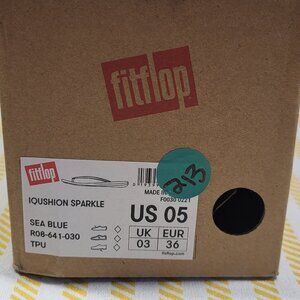 fitflop
fitflop
MADE IN
F0030 0221
IQUSHION SPARKLE
US 05
SEA BLUE
R08-641-030
TPU
UK EUR
03 36
fitflop.com
213